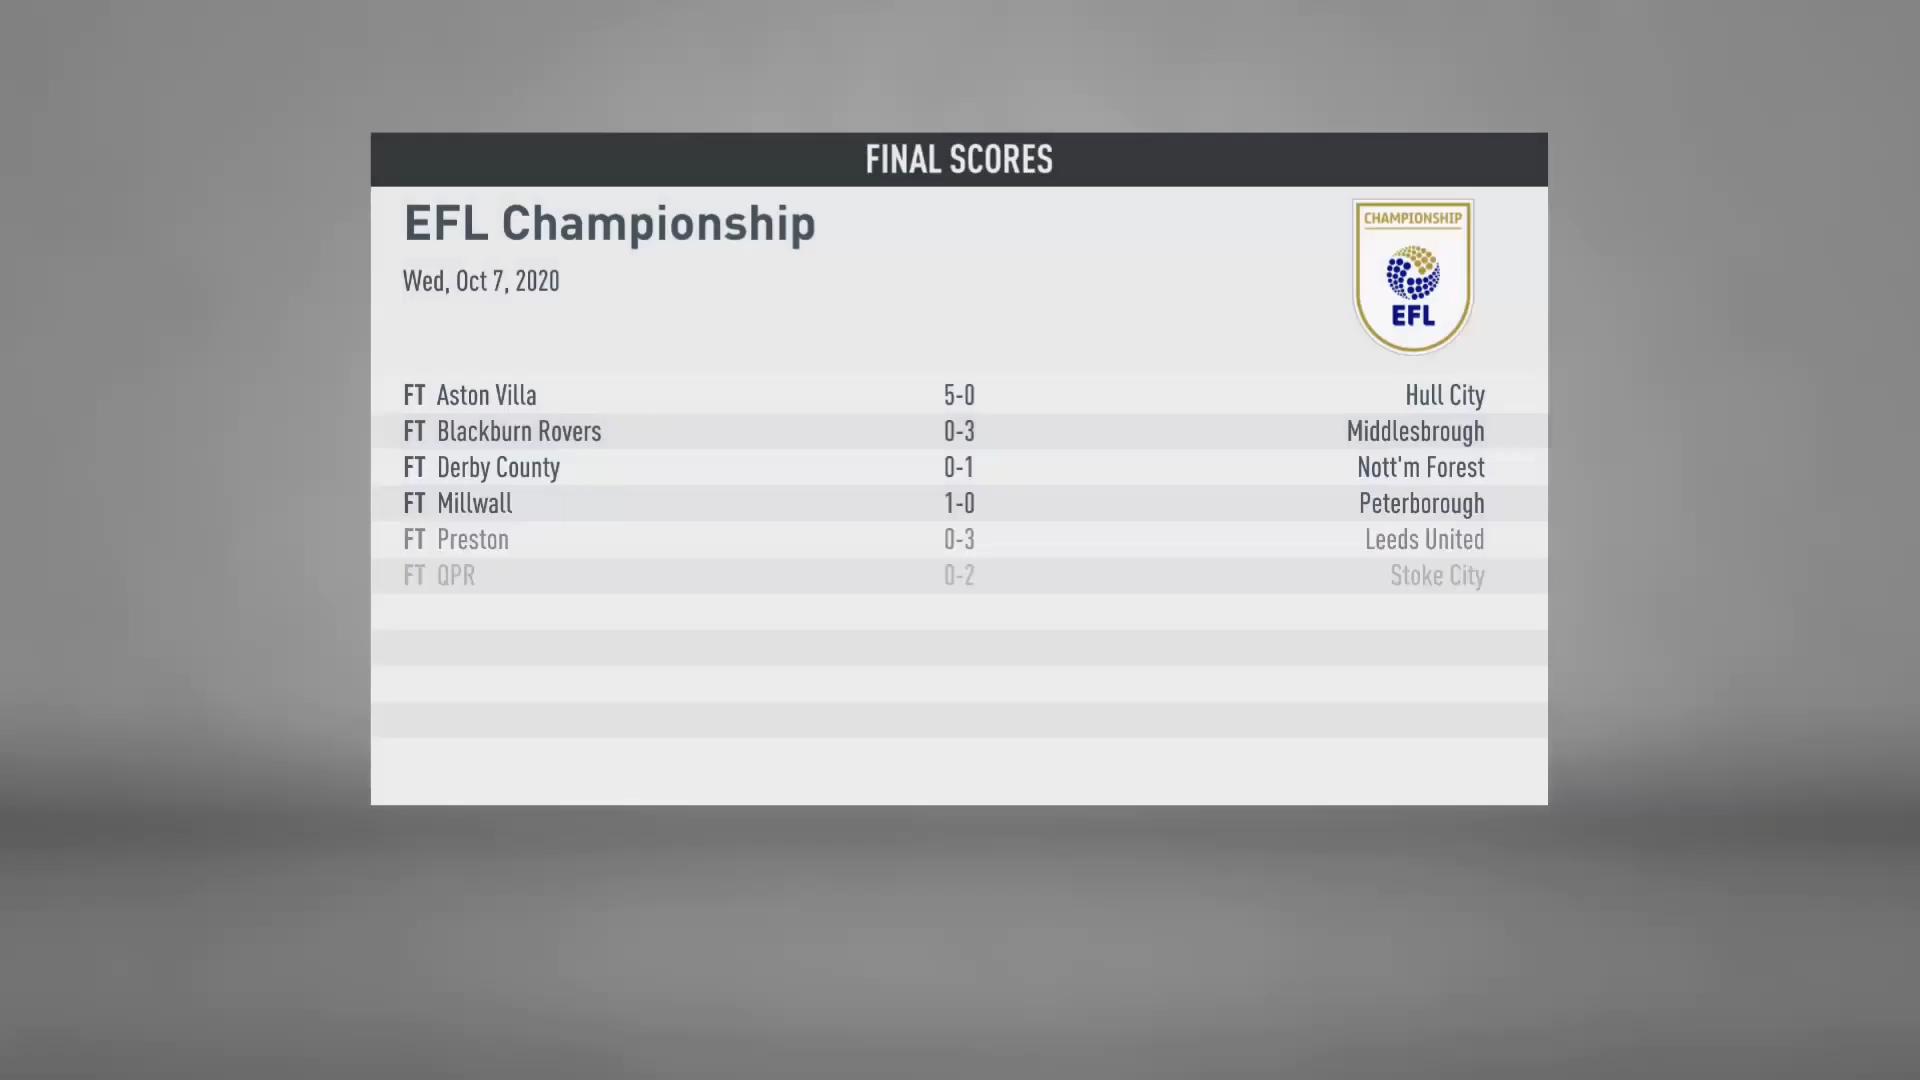 FINAL SCORES
EFL Championship
Wed, Oct 7, 2020
CHAMPIONSHIP
EFL
FT Aston Villa 5-0 Hull City
FT Blackburn Rovers 0-3 Middlesbrough
FT Derby County 0-1 Nott'm Forest
FT Millwall 1-0 Peterborough
FT Preston 0-3 Leeds United
FT QPR 0-2 Stoke City